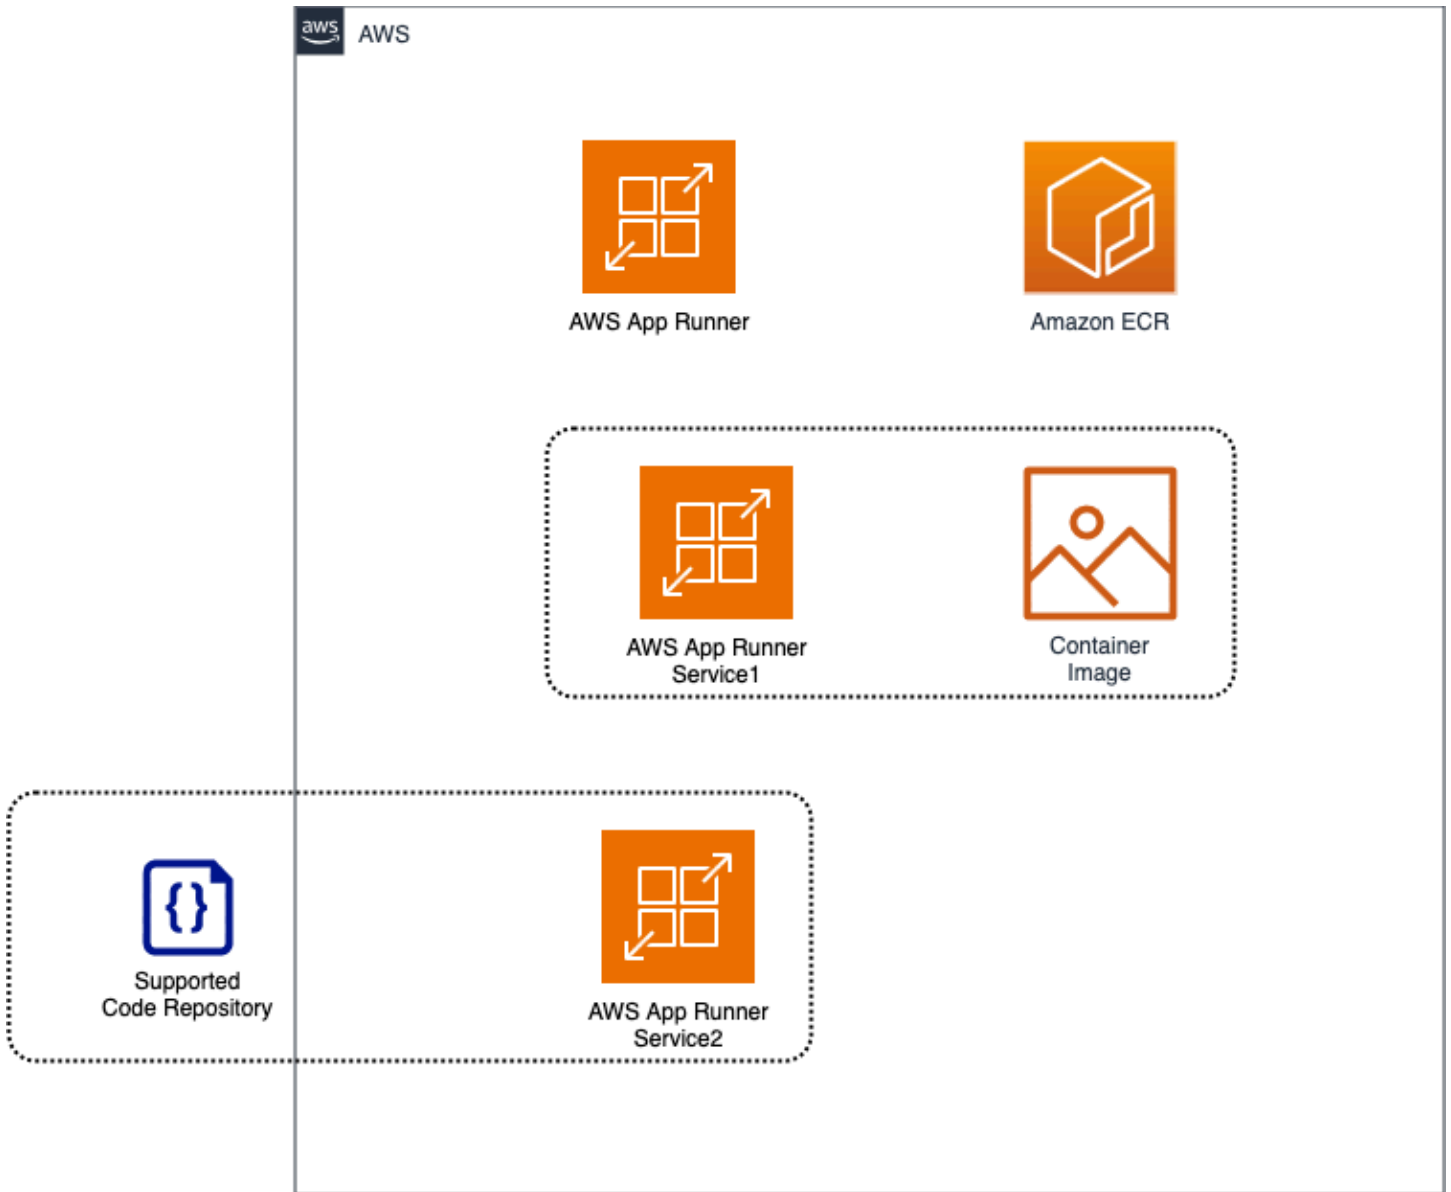 aws
AWS
AWS App Runner
Amazon ECR
AWS App Runner
Service1
Container
Image
{}
Supported
Code Repository
AWS App Runner
Service2